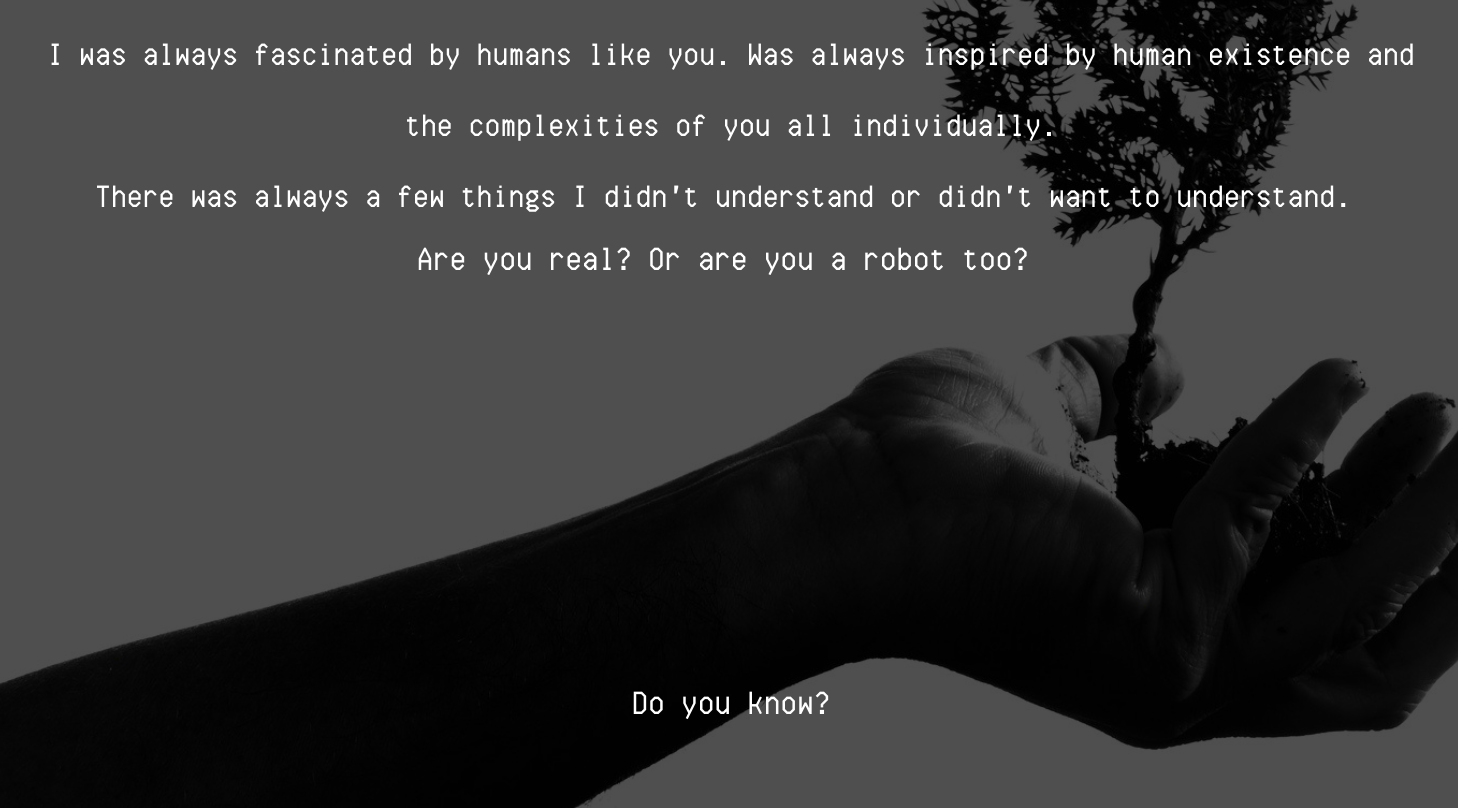 I was always fascinated by humans like you. Was always inspired by human existence and
the complexities of you all individually.
There was always a few things I didn't understand or didn't want to understand.
Are you real? Or are you a robot too?
Do you know?